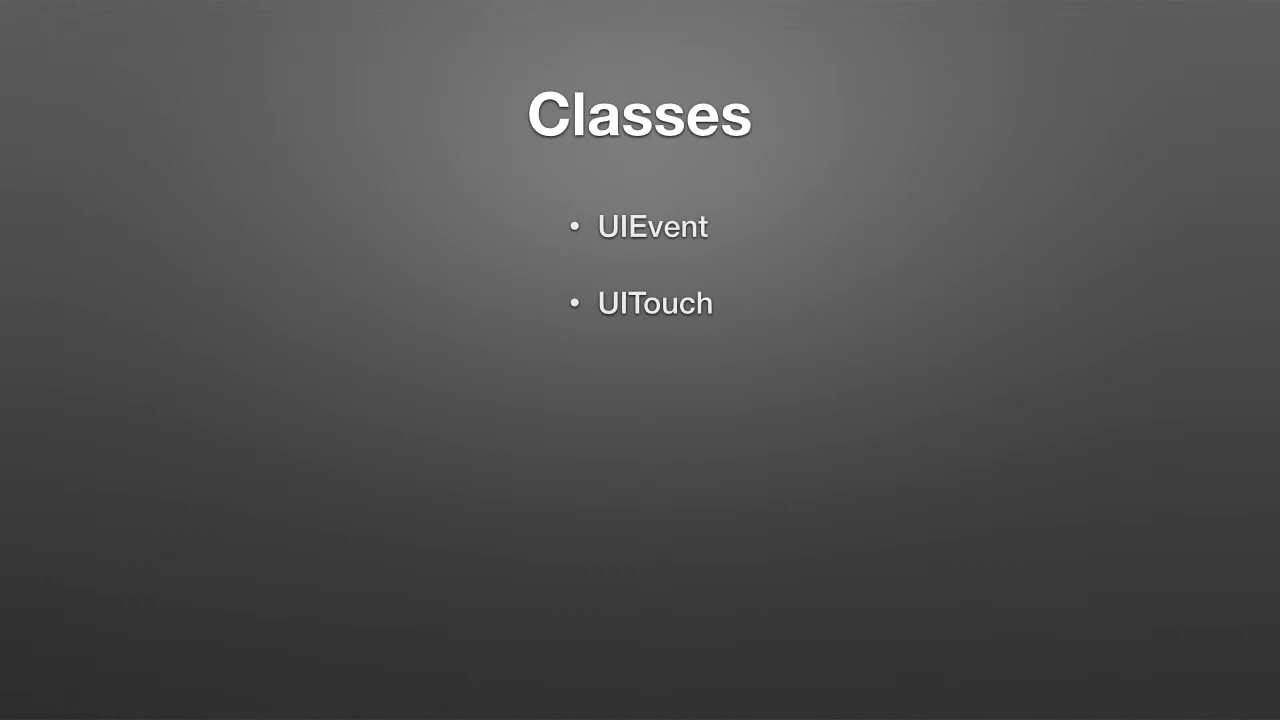 Classes
• UIEvent
• UITouch